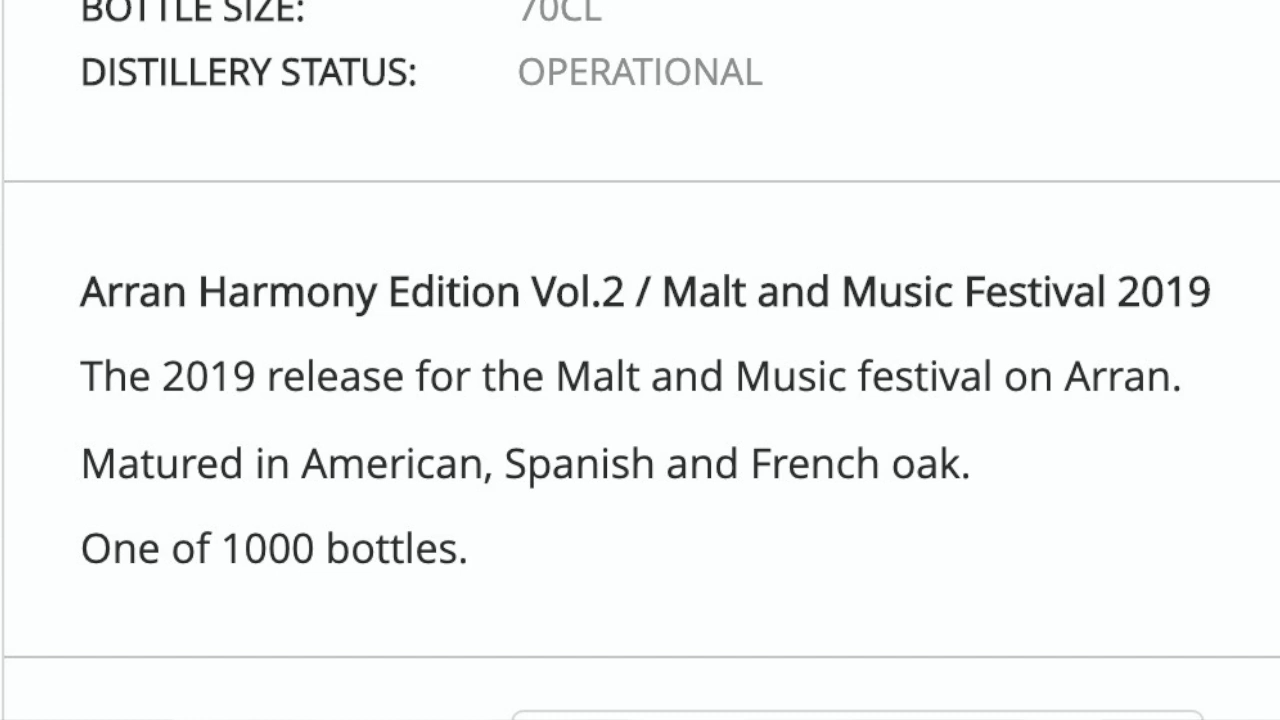 BOTTLE SIZE: 70CL
DISTILLERY STATUS: OPERATIONAL
Arran Harmony Edition Vol.2 / Malt and Music Festival 2019
The 2019 release for the Malt and Music festival on Arran.
Matured in American, Spanish and French oak.
One of 1000 bottles.